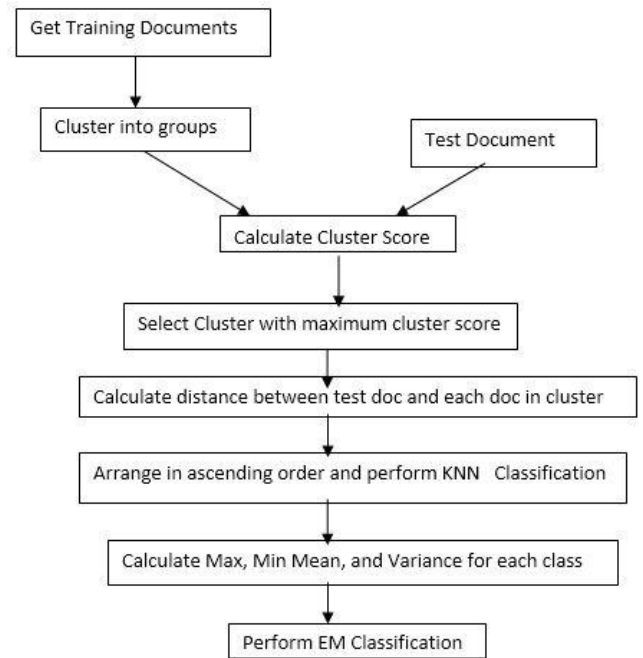 Get Training Documents
Cluster into groups
Test Document
Calculate Cluster Score
Select Cluster with maximum cluster score
Calculate distance between test doc and each doc in cluster
Arrange in ascending order and perform KNN Classification
Calculate Max, Min Mean, and Variance for each class
Perform EM Classification